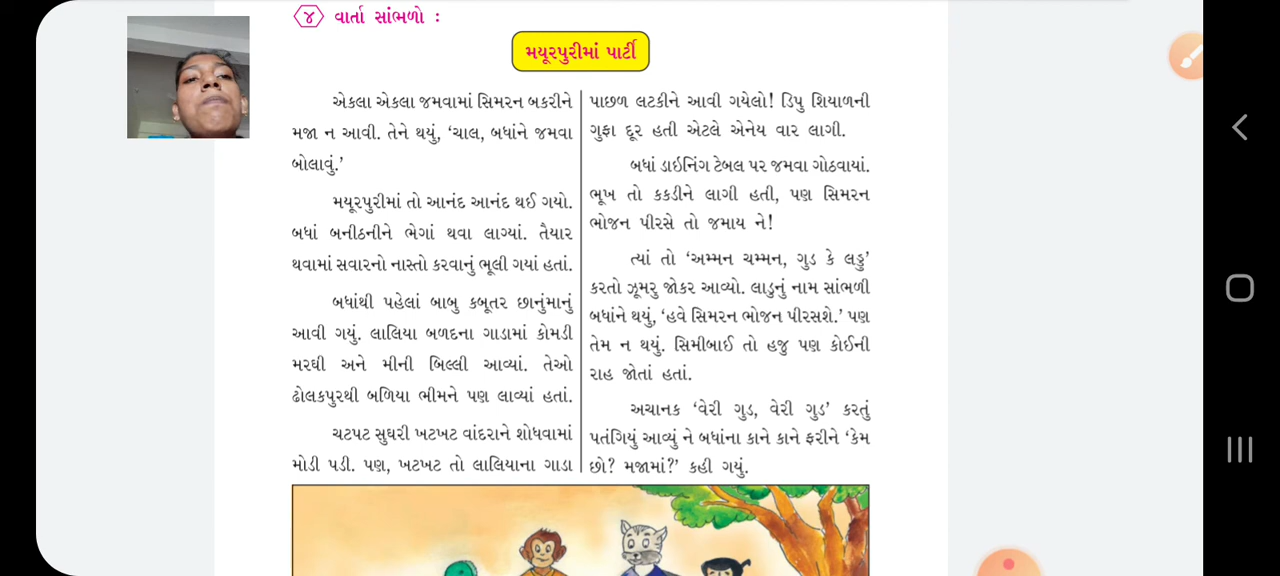 ૪ વાર્તા સાંભળો :
મયૂરપુરીમાં પાર્ટી
એકલા એકલા જમવામાં સિમરન બકરીને
મજા ન આવી. તેને થયું, ‘ચાલ, બધાંને જમવા
બોલાવું.’
મયૂરપુરીમાં તો આનંદ આનંદ થઈ ગયો.
બધાં બનીઠનીને ભેગાં થવા લાગ્યાં. તૈયાર
થવામાં સવારનો નાસ્તો કરવાનું ભૂલી ગયાં હતાં.
બધાંથી પહેલાં બાબુ કબૂતર છાનુંમાનું
આવી ગયું. લાલિયા બળદના ગાડામાં કોમડી
મરઘી અને મીની બિલ્લી આવ્યાં. તેઓ
ઢોલકપુરથી બળિયા ભીમને પણ લાવ્યાં હતાં.
ચટપટ સુઘરી ખટખટ વાંદરાને શોધવામાં
મોડી પડી. પણ, ખટખટ તો લાલિયાના ગાડા
પાછળ લટકીને આવી ગયેલો! ડિપુ શિયાળની
ગુફા દૂર હતી એટલે એનેય વાર લાગી.
બધાં ડાઇનિંગ ટેબલ પર જમવા ગોઠવાયાં.
ભૂખ તો કકડીને લાગી હતી, પણ સિમરન
ભોજન પીરસે તો જમાય ને!
ત્યાં તો ‘અમ્મન ચમ્મન, ગુડ કે લડ્ડુ’
કરતો ઝૂમરુ જોકર આવ્યો. લાડુનું નામ સાંભળી
બધાંને થયું, ‘હવે સિમરન ભોજન પીરસશે.’ પણ
તેમ ન થયું. સિમીબાઈ તો હજુ પણ કોઈની
રાહ જોતાં હતાં.
અચાનક ‘વેરી ગુડ, વેરી ગુડ’ કરતું
પતંગિયું આવ્યું ને બધાંના કાને કાને ફરીને ‘કેમ
છો? મજામાં?’ કહી ગયું.